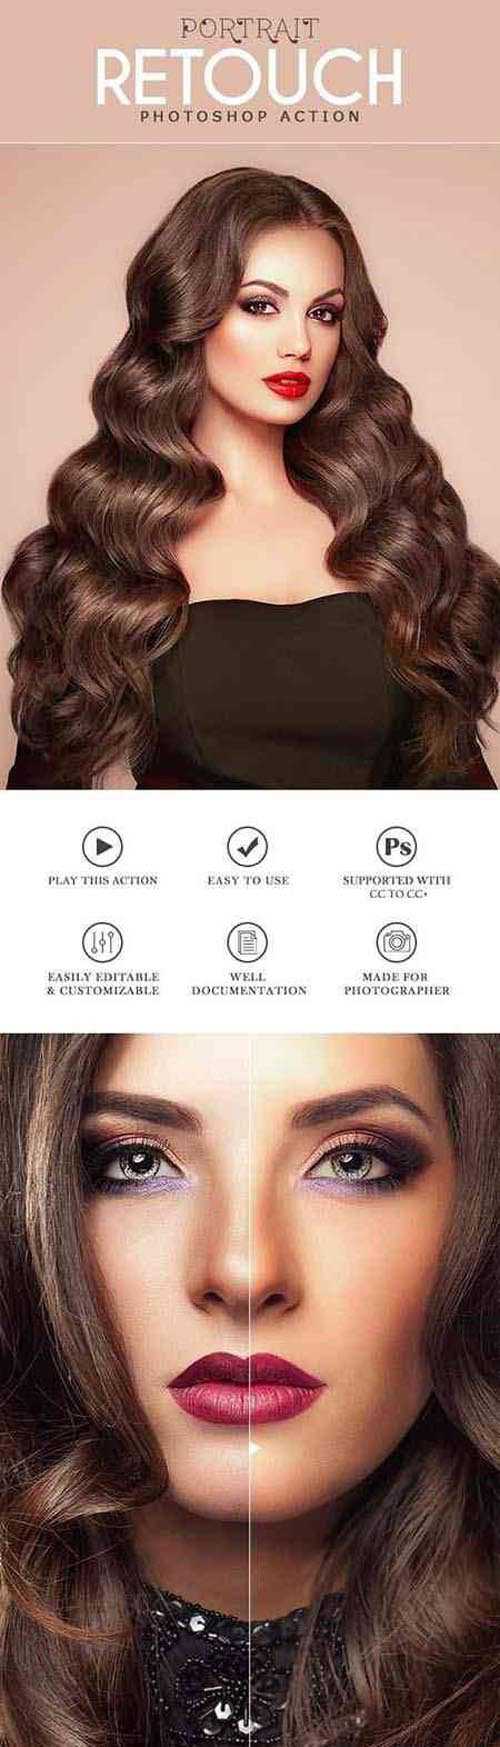 PORTRAIT
RETOUCH
PHOTOSHOP ACTION
Ps
PLAY THIS ACTION
EASY TO USE
SUPPORTED WITH
CC TO CC+
EASILY EDITABLE
& CUSTOMIZABLE
WELL
DOCUMENTATION
MADE FOR
PHOTOGRAPHER